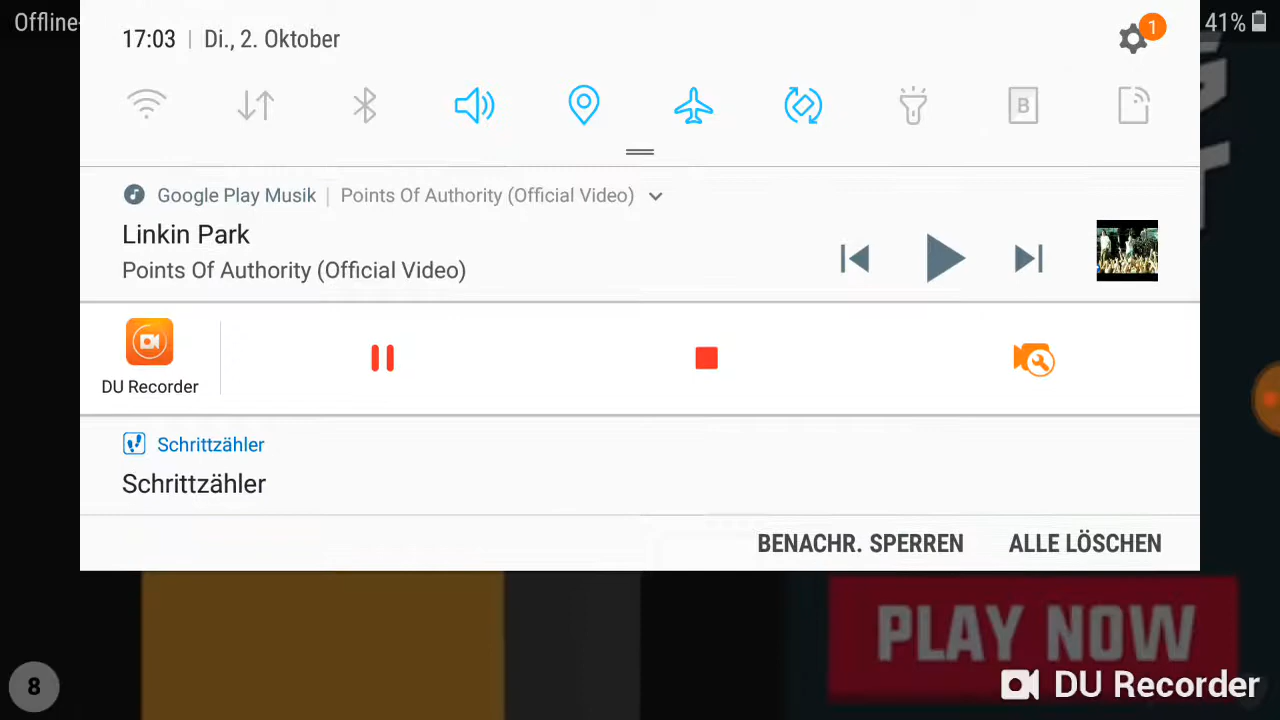 Offline-
17:03 | Di., 2. Oktober
1
41%
B
Google Play Musik | Points Of Authority (Official Video)
Linkin Park
Points Of Authority (Official Video)
DU Recorder
Schrittzähler
Schrittzähler
BENACHR. SPERREN ALLE LÖSCHEN
PLAY NOW
8
DU Recorder